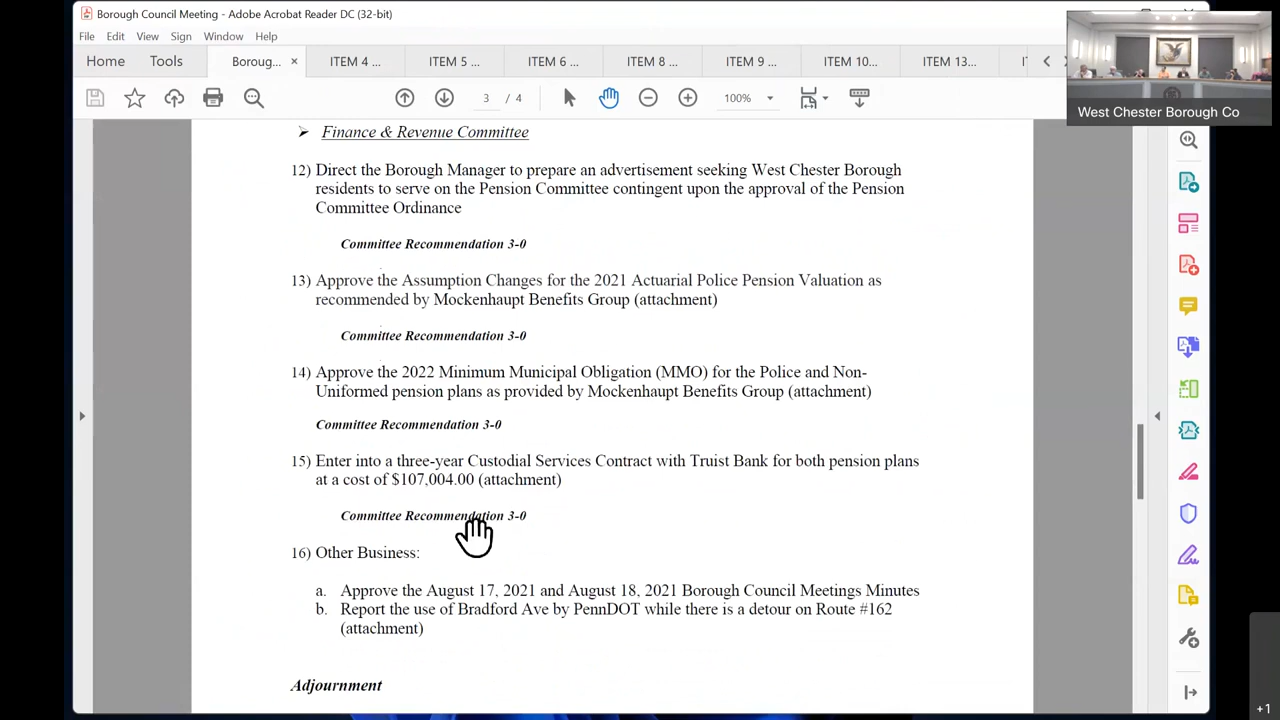 Borough Council Meeting - Adobe Acrobat Reader DC (32-bit)
File Edit View Sign Window Help
Home Tools Boroug... × ITEM 4 ... ITEM 5 ... ITEM 6 ... ITEM 8 ... ITEM 9 ... ITEM 10... ITEM 13...
3 / 4 100%
West Chester Borough Co
➤ Finance & Revenue Committee
12) Direct the Borough Manager to prepare an advertisement seeking West Chester Borough
residents to serve on the Pension Committee contingent upon the approval of the Pension
Committee Ordinance
Committee Recommendation 3-0
13) Approve the Assumption Changes for the 2021 Actuarial Police Pension Valuation as
recommended by Mockenhaupt Benefits Group (attachment)
Committee Recommendation 3-0
14) Approve the 2022 Minimum Municipal Obligation (MMO) for the Police and Non-
Uniformed pension plans as provided by Mockenhaupt Benefits Group (attachment)
Committee Recommendation 3-0
15) Enter into a three-year Custodial Services Contract with Truist Bank for both pension plans
at a cost of $107,004.00 (attachment)
Committee Recommendation 3-0
16) Other Business:
a. Approve the August 17, 2021 and August 18, 2021 Borough Council Meetings Minutes
b. Report the use of Bradford Ave by PennDOT while there is a detour on Route #162
(attachment)
Adjournment
+1